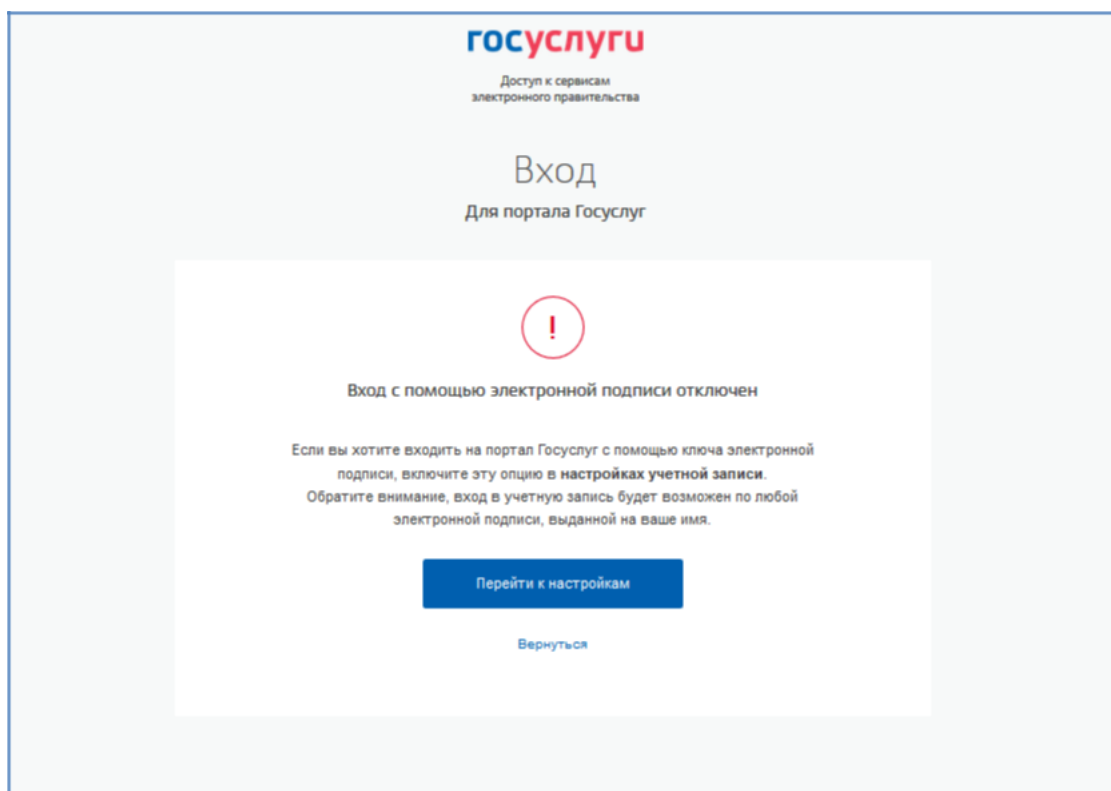 госуслуги
Доступ к сервисам
электронного правительства
Вход
Для портала Госуслуг
!
Вход с помощью электронной подписи отключен
Если вы хотите входить на портал Госуслуг с помощью ключа электронной
подписи, включите эту опцию в настройках учетной записи.
Обратите внимание, вход в учетную запись будет возможен по любой
электронной подписи, выданной на ваше имя.
Перейти к настройкам
Вернуться